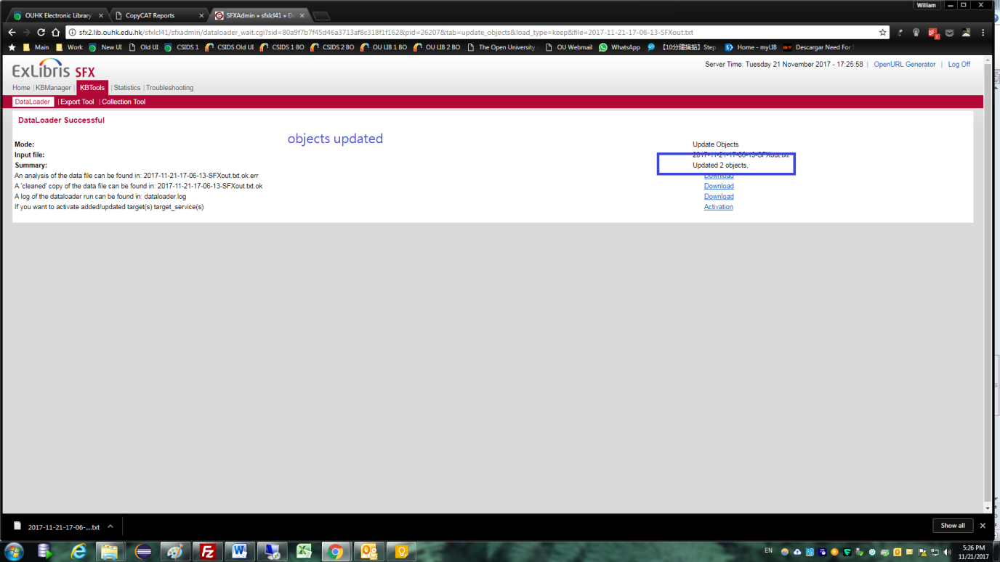 William
OUHK Electronic Library
CopyCAT Reports
SFXAdmin » sfxlcl41 » Da
sfx2.lib.ouhk.edu.hk/sfxlcl41/sfxadmin/dataloader_wait.cgi?sid=80a9f7b7f45d46a3713af8c318f1f162&pid=26207&tab=update_objects&load_type=keep&file=2017-11-21-17-06-13-SFXout.txt
Main Work New UI Old UI CSIDS 1 CSIDS Old UI CSIDS 1 BO CSIDS 2 BO OU LIB 1 BO OU LIB 2 BO The Open University OU Webmail WhatsApp 【10分鐘搞掂】Step Home - myLIB Descargar Need For
ExLibris SFX
Server Time: Tuesday 21 November 2017 - 17:25:58 | OpenURL Generator | Log Off
Home | KBManager | KBTools | Statistics | Troubleshooting
DataLoader | Export Tool | Collection Tool
DataLoader Successful
objects updated
Mode: Update Objects
Input file: 2017-11-21-17-06-13-SFXout.txt
Summary: Updated 2 objects,
An analysis of the data file can be found in: 2017-11-21-17-06-13-SFXout.txt.ok.err Download
A 'cleaned' copy of the data file can be found in: 2017-11-21-17-06-13-SFXout.txt.ok Download
A log of the dataloader run can be found in: dataloader.log Download
If you want to activate added/updated target(s) target_service(s) Activation
2017-11-21-17-06-....txt
Show all
EN
5:26 PM
11/21/2017